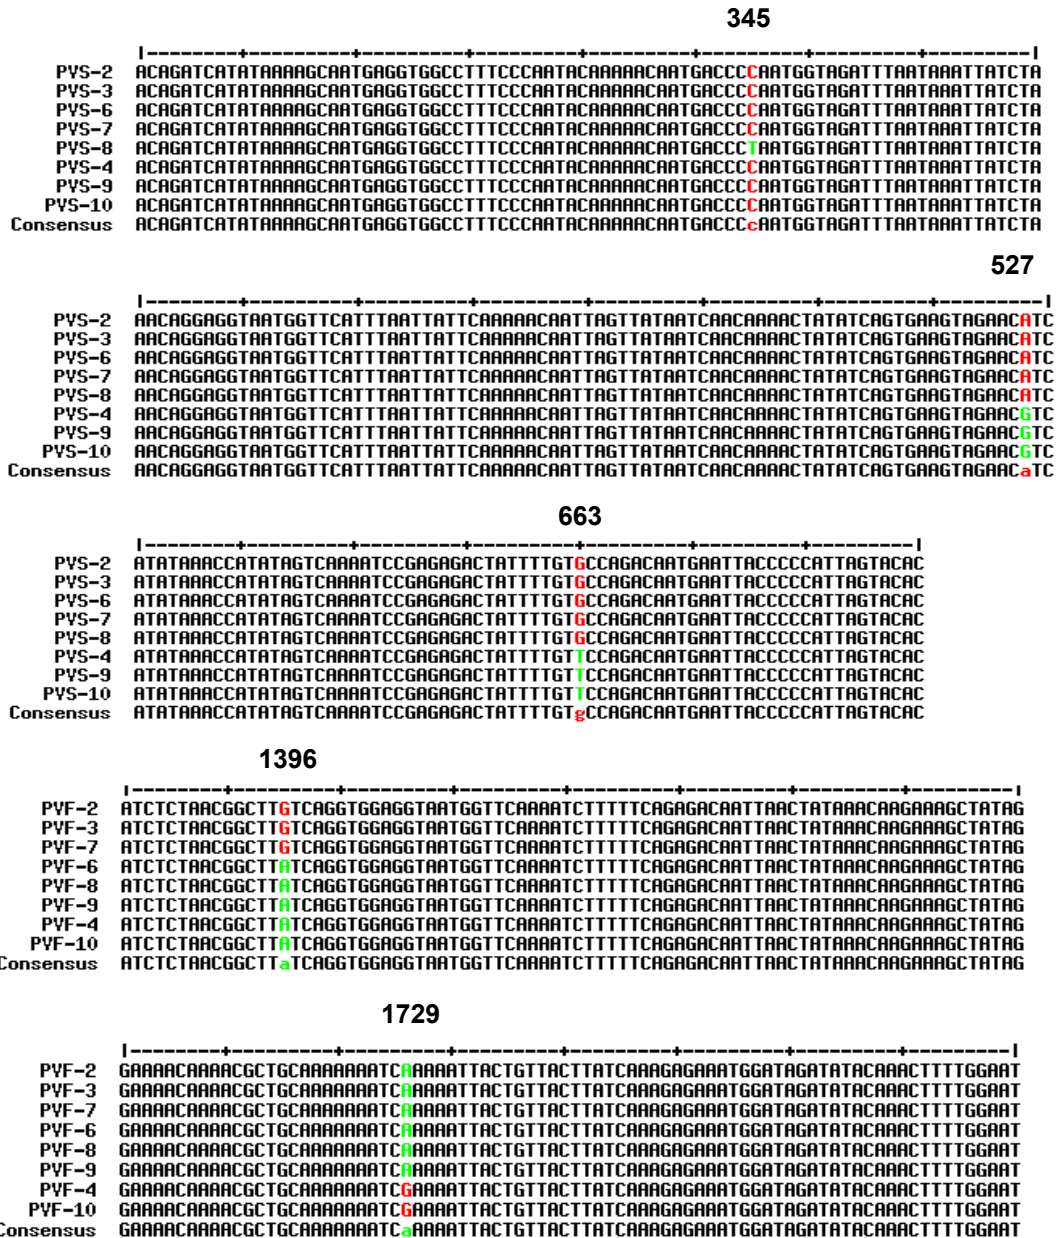 345
|--------+---------+---------+---------+---------+---------+---------+---------|
PVS-2 ACAGATCATATAAAAGCAATGAGGTGGCCTTTCCCAATACAAAAACAATGACCCCAATGGTAGATTTAATAAATTATCTA
PVS-3 ACAGATCATATAAAAGCAATGAGGTGGCCTTTCCCAATACAAAAACAATGACCCCAATGGTAGATTTAATAAATTATCTA
PVS-6 ACAGATCATATAAAAGCAATGAGGTGGCCTTTCCCAATACAAAAACAATGACCCCAATGGTAGATTTAATAAATTATCTA
PVS-7 ACAGATCATATAAAAGCAATGAGGTGGCCTTTCCCAATACAAAAACAATGACCCCAATGGTAGATTTAATAAATTATCTA
PVS-8 ACAGATCATATAAAAGCAATGAGGTGGCCTTTCCCAATACAAAAACAATGACCCTAATGGTAGATTTAATAAATTATCTA
PVS-4 ACAGATCATATAAAAGCAATGAGGTGGCCTTTCCCAATACAAAAACAATGACCCCAATGGTAGATTTAATAAATTATCTA
PVS-9 ACAGATCATATAAAAGCAATGAGGTGGCCTTTCCCAATACAAAAACAATGACCCCAATGGTAGATTTAATAAATTATCTA
PVS-10 ACAGATCATATAAAAGCAATGAGGTGGCCTTTCCCAATACAAAAACAATGACCCCAATGGTAGATTTAATAAATTATCTA
Consensus ACAGATCATATAAAAGCAATGAGGTGGCCTTTCCCAATACAAAAACAATGACCCcAATGGTAGATTTAATAAATTATCTA
527
|--------+---------+---------+---------+---------+---------+---------+---------|
PVS-2 AACAGGAGGTAATGGTTCATTTAATTATTCAAAAACAATTAGTTATAATCAACAAAACTATATCAGTGAAGTAGAACATC
PVS-3 AACAGGAGGTAATGGTTCATTTAATTATTCAAAAACAATTAGTTATAATCAACAAAACTATATCAGTGAAGTAGAACATC
PVS-6 AACAGGAGGTAATGGTTCATTTAATTATTCAAAAACAATTAGTTATAATCAACAAAACTATATCAGTGAAGTAGAACATC
PVS-7 AACAGGAGGTAATGGTTCATTTAATTATTCAAAAACAATTAGTTATAATCAACAAAACTATATCAGTGAAGTAGAACATC
PVS-8 AACAGGAGGTAATGGTTCATTTAATTATTCAAAAACAATTAGTTATAATCAACAAAACTATATCAGTGAAGTAGAACATC
PVS-4 AACAGGAGGTAATGGTTCATTTAATTATTCAAAAACAATTAGTTATAATCAACAAAACTATATCAGTGAAGTAGAACGTC
PVS-9 AACAGGAGGTAATGGTTCATTTAATTATTCAAAAACAATTAGTTATAATCAACAAAACTATATCAGTGAAGTAGAACGTC
PVS-10 AACAGGAGGTAATGGTTCATTTAATTATTCAAAAACAATTAGTTATAATCAACAAAACTATATCAGTGAAGTAGAACGTC
Consensus AACAGGAGGTAATGGTTCATTTAATTATTCAAAAACAATTAGTTATAATCAACAAAACTATATCAGTGAAGTAGAACaTC
663
|--------+---------+---------+---------+---------+---------+---------|
PVS-2 ATATAAACCATATAGTCAAAATCCGAGAGACTATTTTGTGCCAGACAATGAATTACCCCCATTAGTACAC
PVS-3 ATATAAACCATATAGTCAAAATCCGAGAGACTATTTTGTGCCAGACAATGAATTACCCCCATTAGTACAC
PVS-6 ATATAAACCATATAGTCAAAATCCGAGAGACTATTTTGTGCCAGACAATGAATTACCCCCATTAGTACAC
PVS-7 ATATAAACCATATAGTCAAAATCCGAGAGACTATTTTGTGCCAGACAATGAATTACCCCCATTAGTACAC
PVS-8 ATATAAACCATATAGTCAAAATCCGAGAGACTATTTTGTGCCAGACAATGAATTACCCCCATTAGTACAC
PVS-4 ATATAAACCATATAGTCAAAATCCGAGAGACTATTTTGTTCCAGACAATGAATTACCCCCATTAGTACAC
PVS-9 ATATAAACCATATAGTCAAAATCCGAGAGACTATTTTGTTCCAGACAATGAATTACCCCCATTAGTACAC
PVS-10 ATATAAACCATATAGTCAAAATCCGAGAGACTATTTTGTTCCAGACAATGAATTACCCCCATTAGTACAC
Consensus ATATAAACCATATAGTCAAAATCCGAGAGACTATTTTGTgCCAGACAATGAATTACCCCCATTAGTACAC
1396
|--------+---------+---------+---------+---------+---------+---------+---------|
PVF-2 ATCTCTAACGGCTTGTCAGGTGGAGGTAATGGTTCAAAATCTTTTTCAGAGACAATTAACTATAAACAAGAAAGCTATAG
PVF-3 ATCTCTAACGGCTTGTCAGGTGGAGGTAATGGTTCAAAATCTTTTTCAGAGACAATTAACTATAAACAAGAAAGCTATAG
PVF-7 ATCTCTAACGGCTTGTCAGGTGGAGGTAATGGTTCAAAATCTTTTTCAGAGACAATTAACTATAAACAAGAAAGCTATAG
PVF-6 ATCTCTAACGGCTTATCAGGTGGAGGTAATGGTTCAAAATCTTTTTCAGAGACAATTAACTATAAACAAGAAAGCTATAG
PVF-8 ATCTCTAACGGCTTATCAGGTGGAGGTAATGGTTCAAAATCTTTTTCAGAGACAATTAACTATAAACAAGAAAGCTATAG
PVF-9 ATCTCTAACGGCTTATCAGGTGGAGGTAATGGTTCAAAATCTTTTTCAGAGACAATTAACTATAAACAAGAAAGCTATAG
PVF-4 ATCTCTAACGGCTTATCAGGTGGAGGTAATGGTTCAAAATCTTTTTCAGAGACAATTAACTATAAACAAGAAAGCTATAG
PVF-10 ATCTCTAACGGCTTATCAGGTGGAGGTAATGGTTCAAAATCTTTTTCAGAGACAATTAACTATAAACAAGAAAGCTATAG
Consensus ATCTCTAACGGCTTaTCAGGTGGAGGTAATGGTTCAAAATCTTTTTCAGAGACAATTAACTATAAACAAGAAAGCTATAG
1729
|--------+---------+---------+---------+---------+---------+---------+---------|
PVF-2 GAAAACAAAACGCTGCAAAAAAATCAAAAATTACTGTTACTTATCAAAGAGAAATGGATAGATATACAAACTTTTGGAAT
PVF-3 GAAAACAAAACGCTGCAAAAAAATCAAAAATTACTGTTACTTATCAAAGAGAAATGGATAGATATACAAACTTTTGGAAT
PVF-7 GAAAACAAAACGCTGCAAAAAAATCAAAAATTACTGTTACTTATCAAAGAGAAATGGATAGATATACAAACTTTTGGAAT
PVF-6 GAAAACAAAACGCTGCAAAAAAATCAAAAATTACTGTTACTTATCAAAGAGAAATGGATAGATATACAAACTTTTGGAAT
PVF-8 GAAAACAAAACGCTGCAAAAAAATCAAAAATTACTGTTACTTATCAAAGAGAAATGGATAGATATACAAACTTTTGGAAT
PVF-9 GAAAACAAAACGCTGCAAAAAAATCAAAAATTACTGTTACTTATCAAAGAGAAATGGATAGATATACAAACTTTTGGAAT
PVF-4 GAAAACAAAACGCTGCAAAAAAATCGAAAATTACTGTTACTTATCAAAGAGAAATGGATAGATATACAAACTTTTGGAAT
PVF-10 GAAAACAAAACGCTGCAAAAAAATCGAAAATTACTGTTACTTATCAAAGAGAAATGGATAGATATACAAACTTTTGGAAT
Consensus GAAAACAAAACGCTGCAAAAAAATCaAAAATTACTGTTACTTATCAAAGAGAAATGGATAGATATACAAACTTTTGGAAT